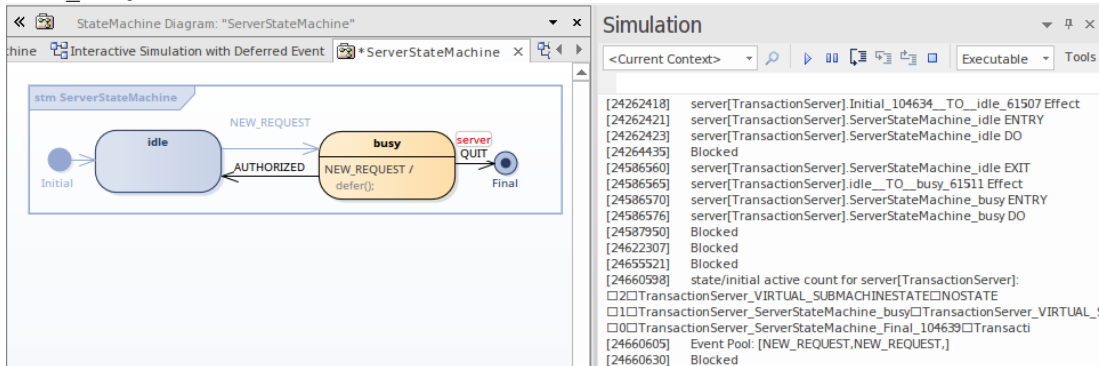 StateMachine Diagram: "ServerStateMachine"
chine Interactive Simulation with Deferred Event *ServerStateMachine
stm ServerStateMachine
NEW_REQUEST
idle
busy
server
QUIT
AUTHORIZED
NEW_REQUEST /
defer();
Initial
Final
Simulation
<Current Context> Executable Tools
[24262418] server[TransactionServer].Initial_104634__TO__idle_61507 Effect
[24262421] server[TransactionServer].ServerStateMachine_idle ENTRY
[24262423] server[TransactionServer].ServerStateMachine_idle DO
[24264435] Blocked
[24586560] server[TransactionServer].ServerStateMachine_idle EXIT
[24586565] server[TransactionServer].idle__TO__busy_61511 Effect
[24586570] server[TransactionServer].ServerStateMachine_busy ENTRY
[24586576] server[TransactionServer].ServerStateMachine_busy DO
[24587950] Blocked
[24622307] Blocked
[24655521] Blocked
[24660598] state/initial active count for server[TransactionServer]:
□2□TransactionServer_VIRTUAL_SUBMACHINESTATE□NOSTATE
□1□TransactionServer_ServerStateMachine_busy□TransactionServer_VIRTUAL_
□0□TransactionServer_ServerStateMachine_Final_104639□Transacti
[24660605] Event Pool: [NEW_REQUEST,NEW_REQUEST,]
[24660630] Blocked